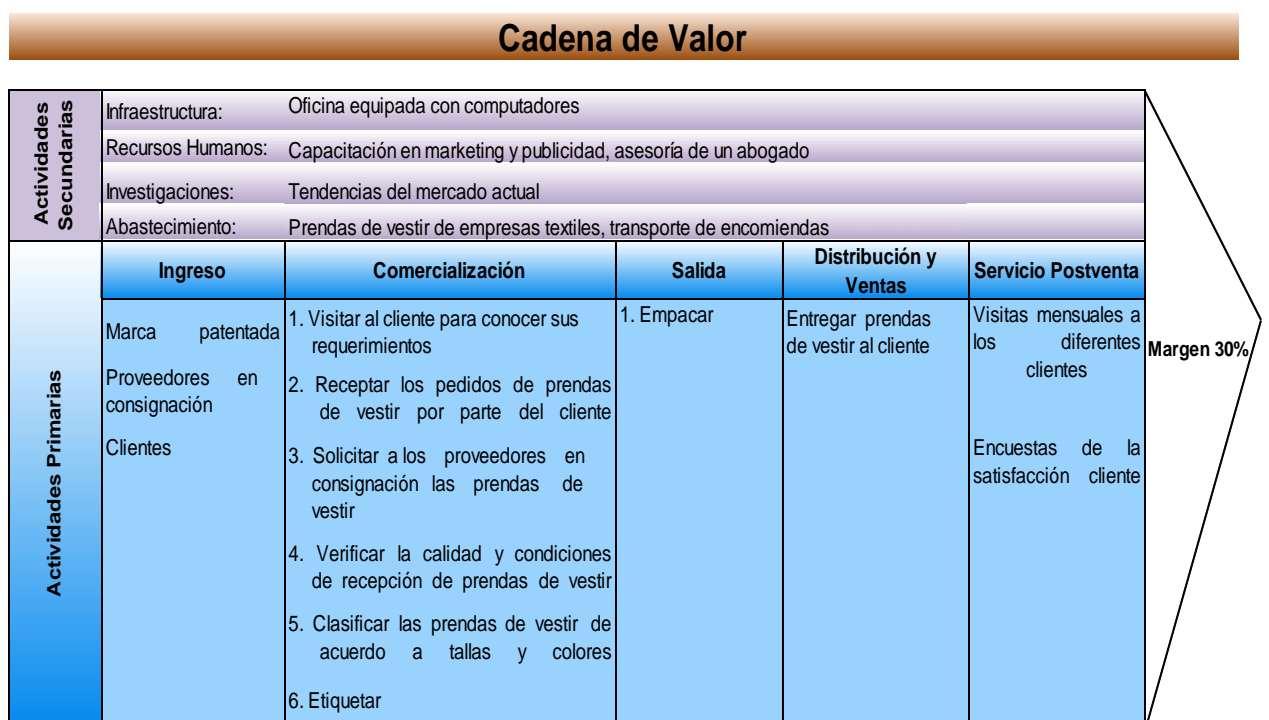 Cadena de Valor
Actividades
Secundarias
Infraestructura: Oficina equipada con computadores
Recursos Humanos: Capacitación en marketing y publicidad, asesoría de un abogado
Investigaciones: Tendencias del mercado actual
Abastecimiento: Prendas de vestir de empresas textiles, transporte de encomiendas
Actividades Primarias
Ingreso
Marca patentada
Proveedores en
consignación
Clientes
Comercialización
1. Visitar al cliente para conocer sus
requerimientos
2. Receptar los pedidos de prendas
de vestir por parte del cliente
3. Solicitar a los proveedores en
consignación las prendas de
vestir
4. Verificar la calidad y condiciones
de recepción de prendas de vestir
5. Clasificar las prendas de vestir de
acuerdo a tallas y colores
6. Etiquetar
Salida
1. Empacar
Distribución y
Ventas
Entregar prendas
de vestir al cliente
Servicio Postventa
Visitas mensuales a
los diferentes
clientes
Encuestas de la
satisfacción cliente
Margen 30%